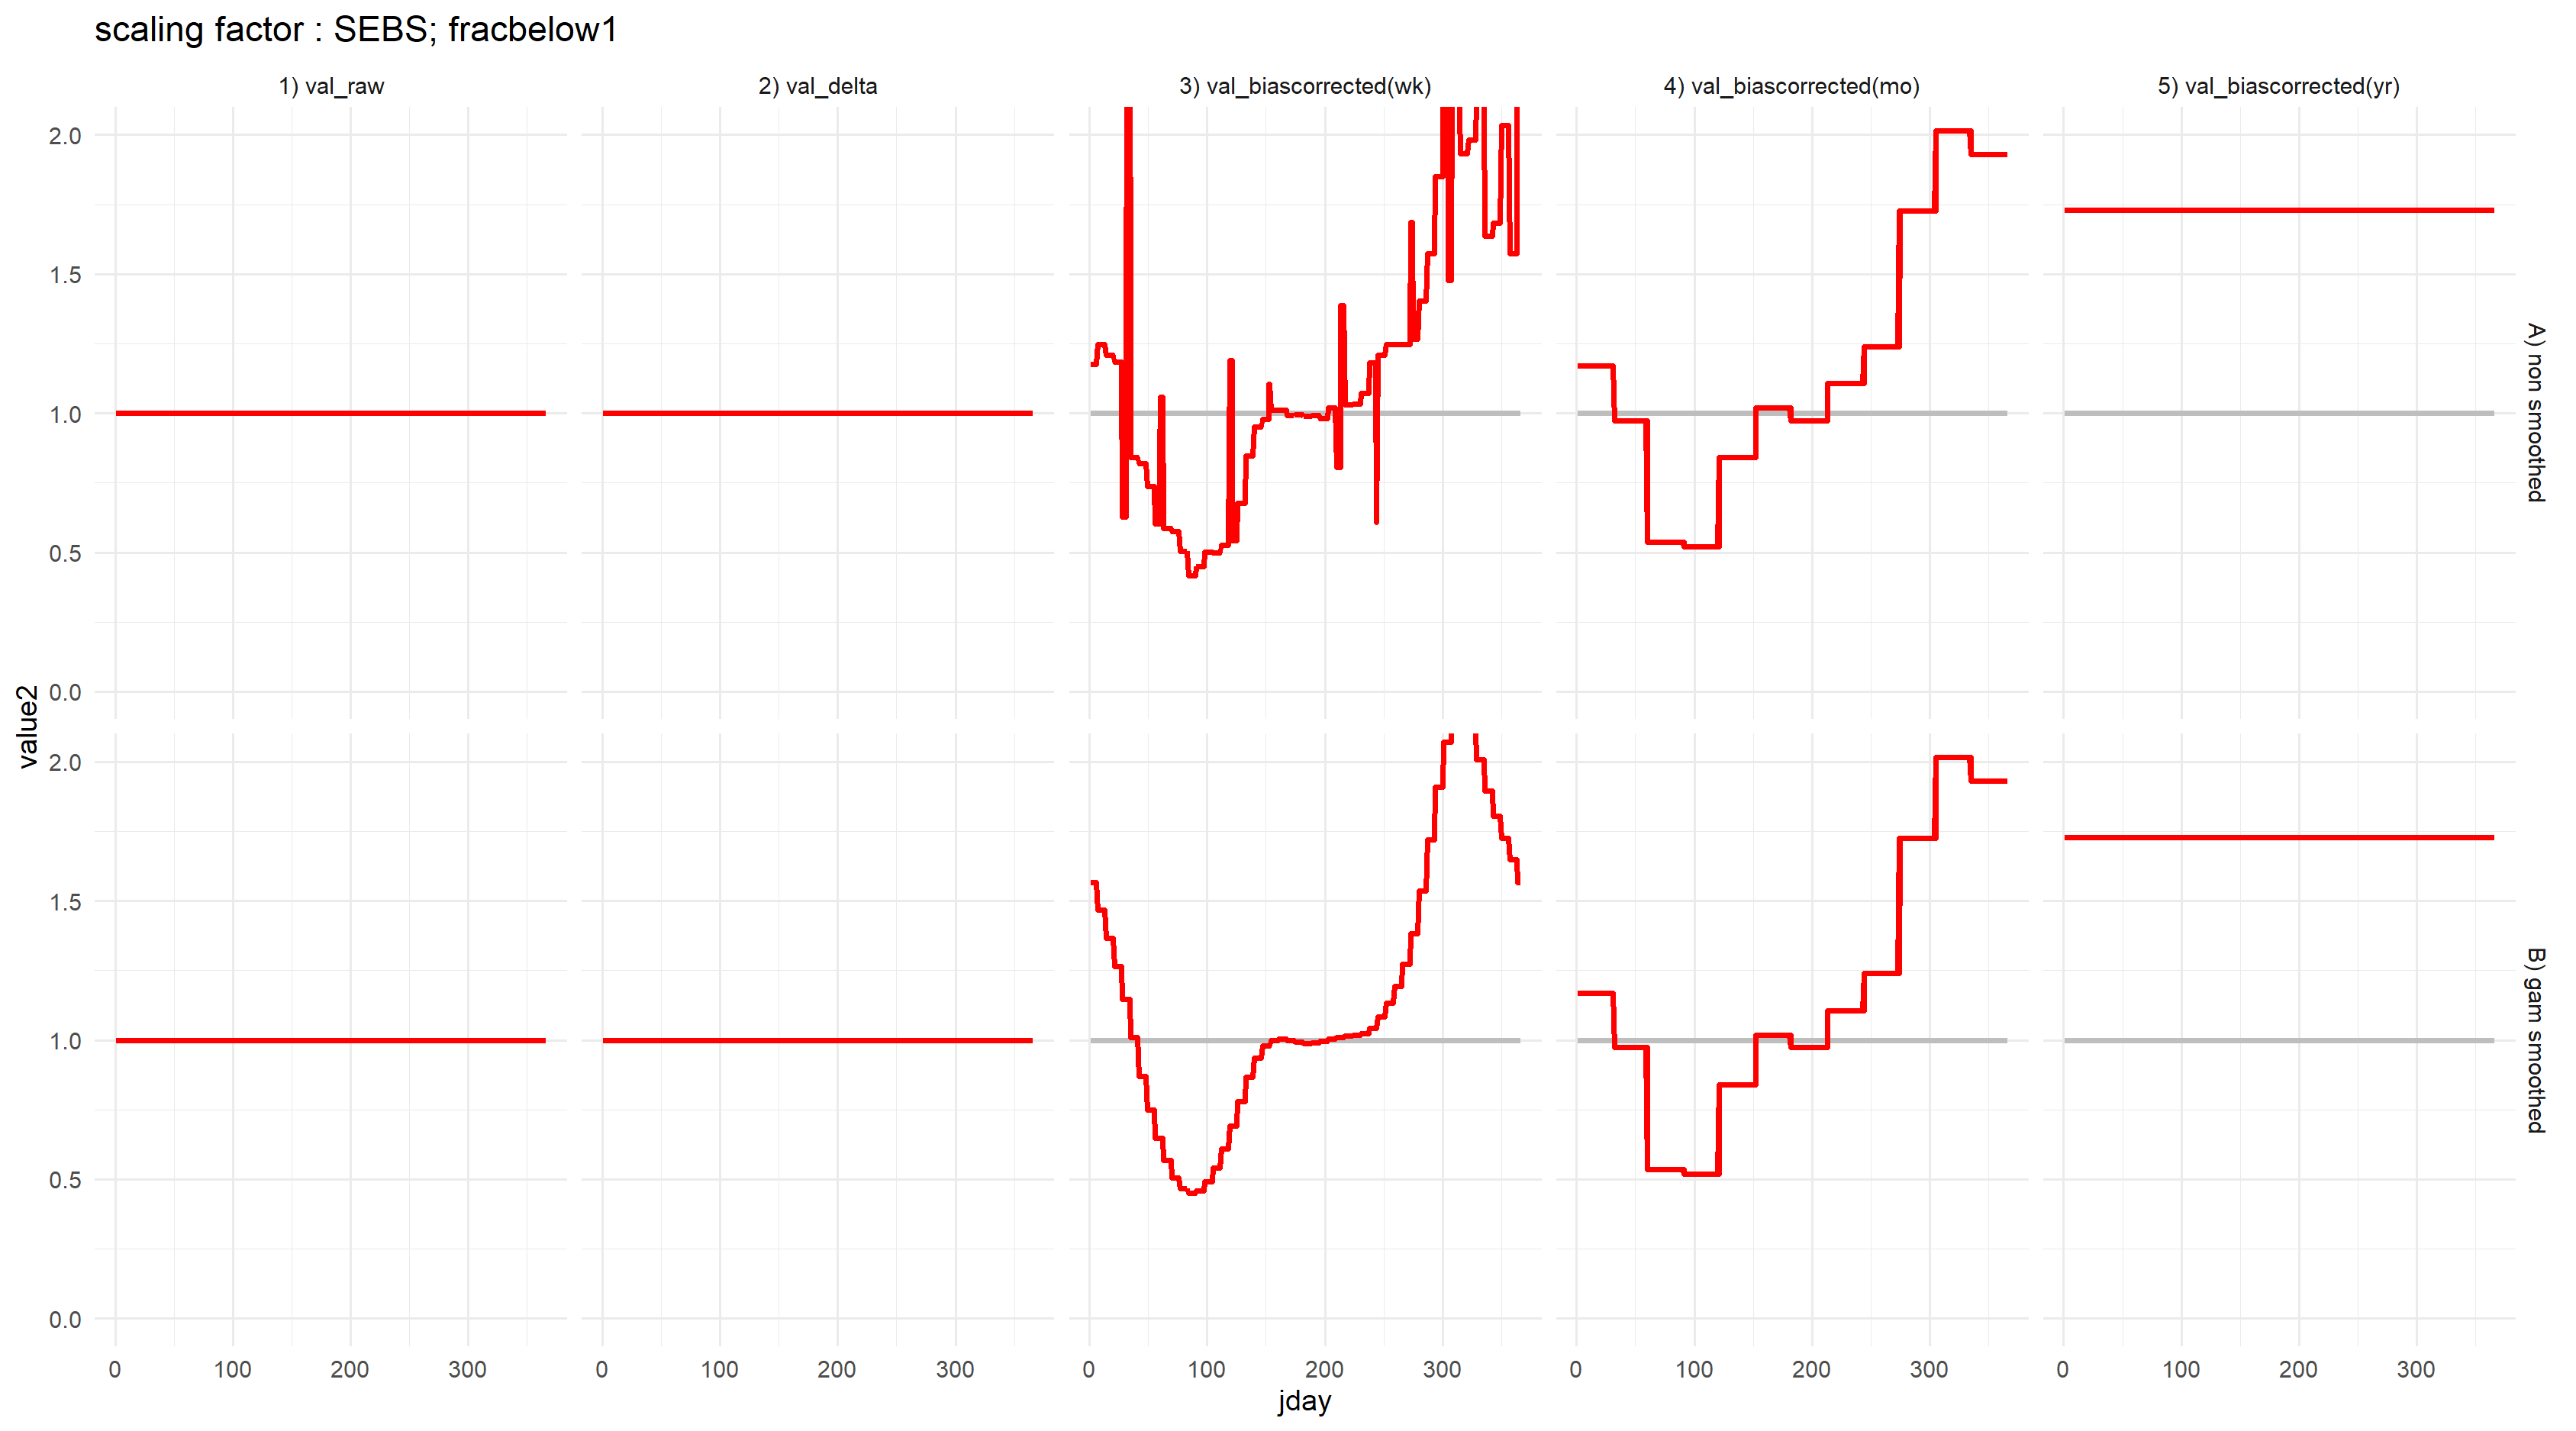 scaling factor : SEBS; fracbelow1
1) val_raw
2) val_delta
3) val_biascorrected(wk)
4) val_biascorrected(mo)
5) val_biascorrected(yr)
2.0
1.5
1.0
0.5
0.0
A) non smoothed
value2
2.0
1.5
1.0
0.5
0.0
B) gam smoothed
0 100 200 300
0 100 200 300
0 100 200 300
0 100 200 300
0 100 200 300
jday